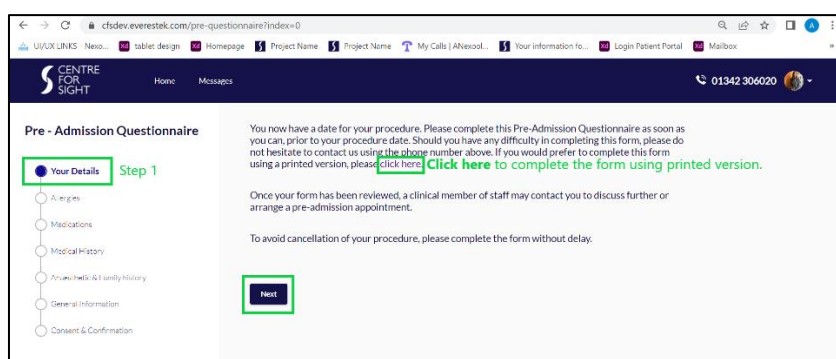 cfsdev.everestek.com/pre-questionnaire?index=0
UI/UX LINKS - Nexo... tablet design Homepage Project Name Project Name My Calls | ANexool... Your information fo... Login Patient Portal Mailbox
CENTRE
FOR
SIGHT
Home Messages
01342 306020
Pre - Admission Questionnaire
You now have a date for your procedure. Please complete this Pre-Admission Questionnaire as soon as
you can, prior to your procedure date. Should you have any difficulty in completing this form, please do
not hesitate to contact us using the phone number above. If you would prefer to complete this form
using a printed version, please click here. Click here to complete the form using printed version.
Your Details Step 1
Allergies
Once your form has been reviewed, a clinical member of staff may contact you to discuss further or
arrange a pre-admission appointment.
Medications
To avoid cancellation of your procedure, please complete the form without delay.
Medical History
Anaesthetic & Family History
Next
General Information
Consent & Confirmation